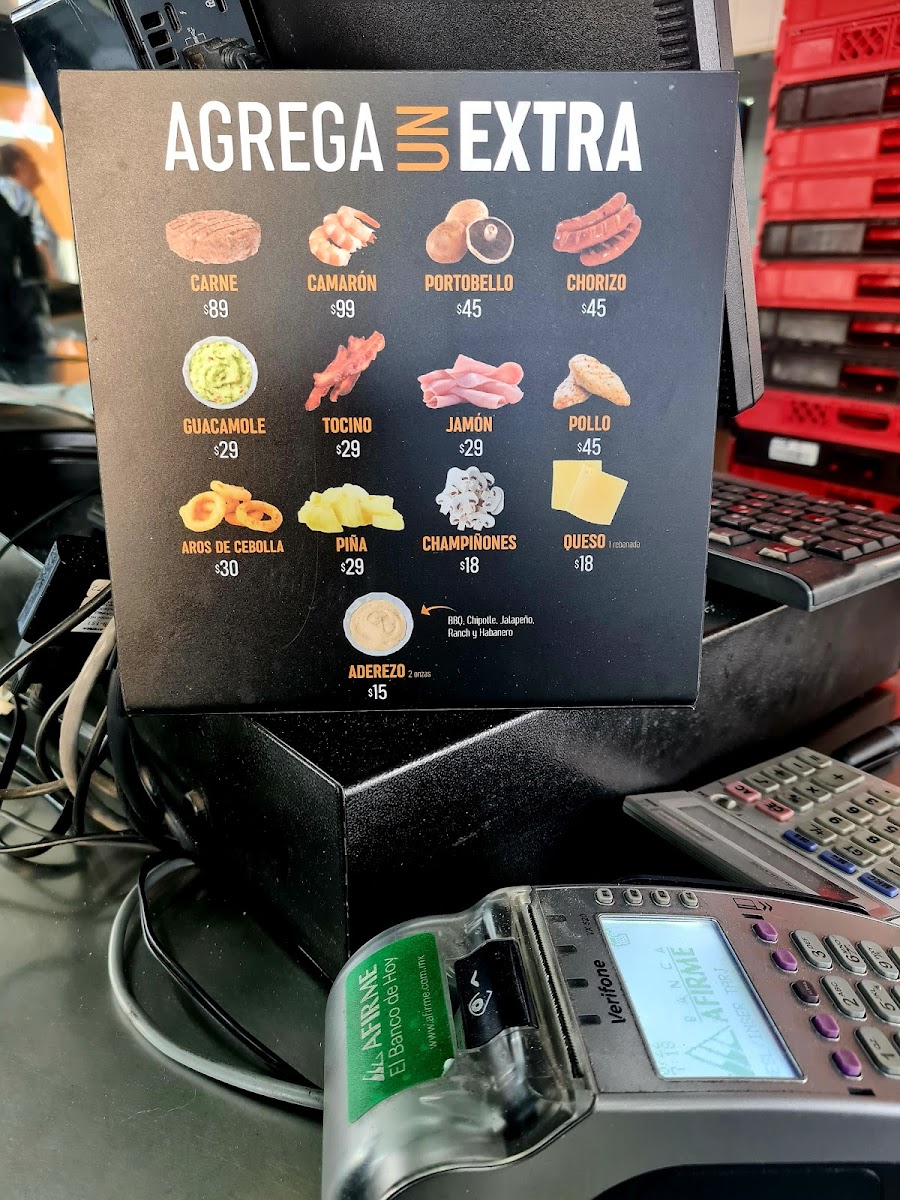 AGREGA UN EXTRA
CARNE
$89
CAMARÓN
$99
PORTOBELLO
$45
CHORIZO
$45
GUACAMOLE
$29
TOCINO
$29
JAMÓN
$29
POLLO
$45
AROS DE CEBOLLA
$30
PIÑA
$29
CHAMPIÑONES
$18
QUESO 1 rebanada
$18
BBQ, Chipotle, Jalapeño,
Ranch y Habanero
ADEREZO 2 onzas
$15
AFIRME
El Banco de Hoy
www.afirme.com.mx
Verifone
BANCA
AFIRME